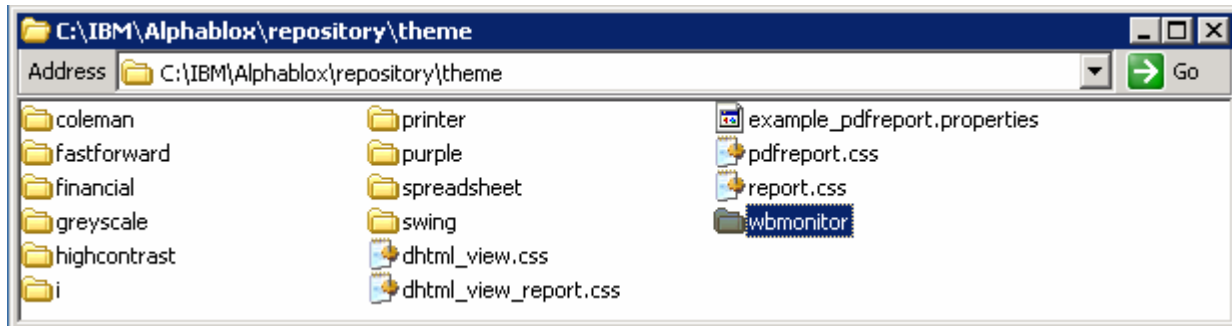 C:\IBM\Alphablox\repository\theme
Address C:\IBM\Alphablox\repository\theme Go
coleman
fastforward
financial
greyscale
highcontrast
i
printer
purple
spreadsheet
swing
dhtml_view.css
dhtml_view_report.css
example_pdfreport.properties
pdfreport.css
report.css
wbmonitor